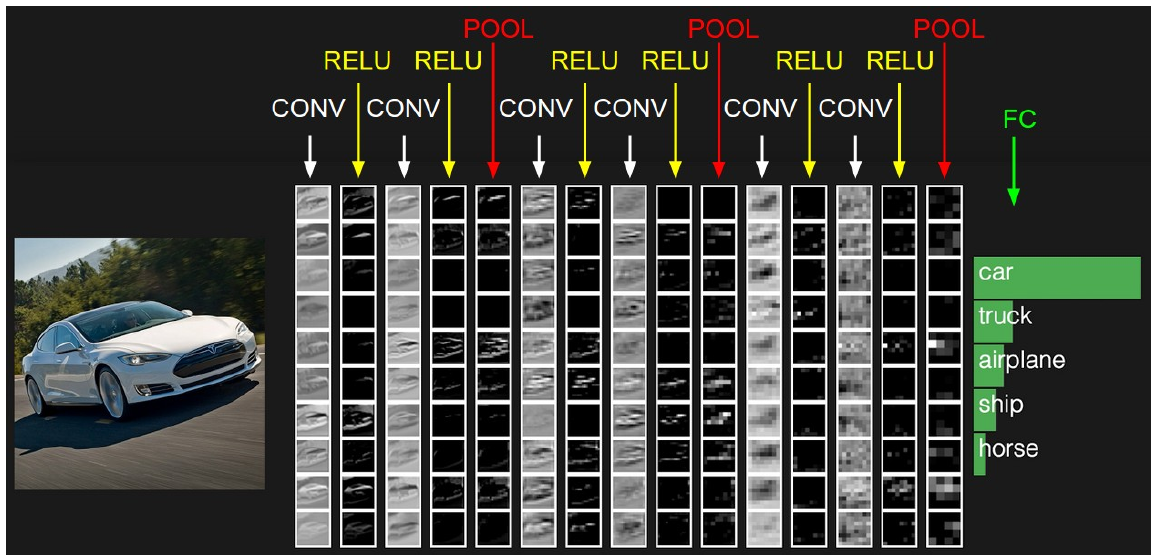 POOL POOL POOL
RELU RELU RELU RELU RELU RELU
CONV CONV CONV CONV CONV CONV
FC
car
truck
airplane
ship
horse